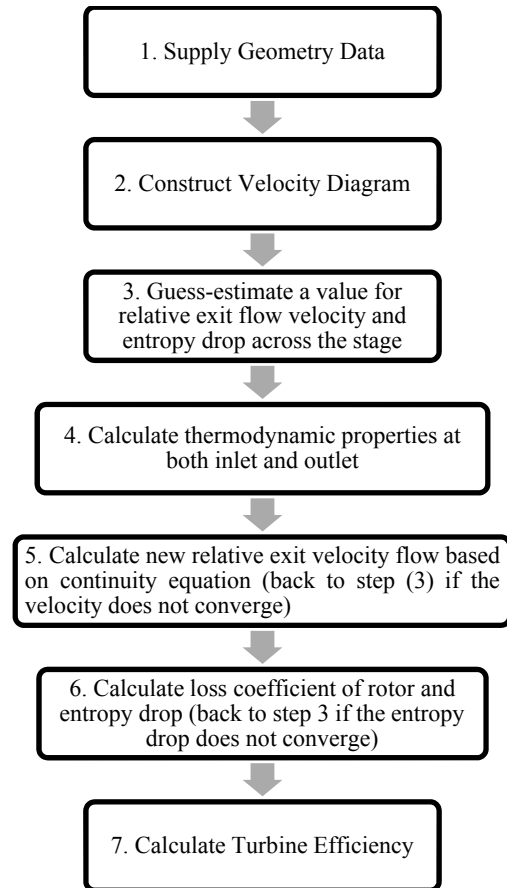 1. Supply Geometry Data
2. Construct Velocity Diagram
3. Guess-estimate a value for
relative exit flow velocity and
entropy drop across the stage
4. Calculate thermodynamic properties at
both inlet and outlet
5. Calculate new relative exit velocity flow based
on continuity equation (back to step (3) if the
velocity does not converge)
6. Calculate loss coefficient of rotor and
entropy drop (back to step 3 if the entropy
drop does not converge)
7. Calculate Turbine Efficiency